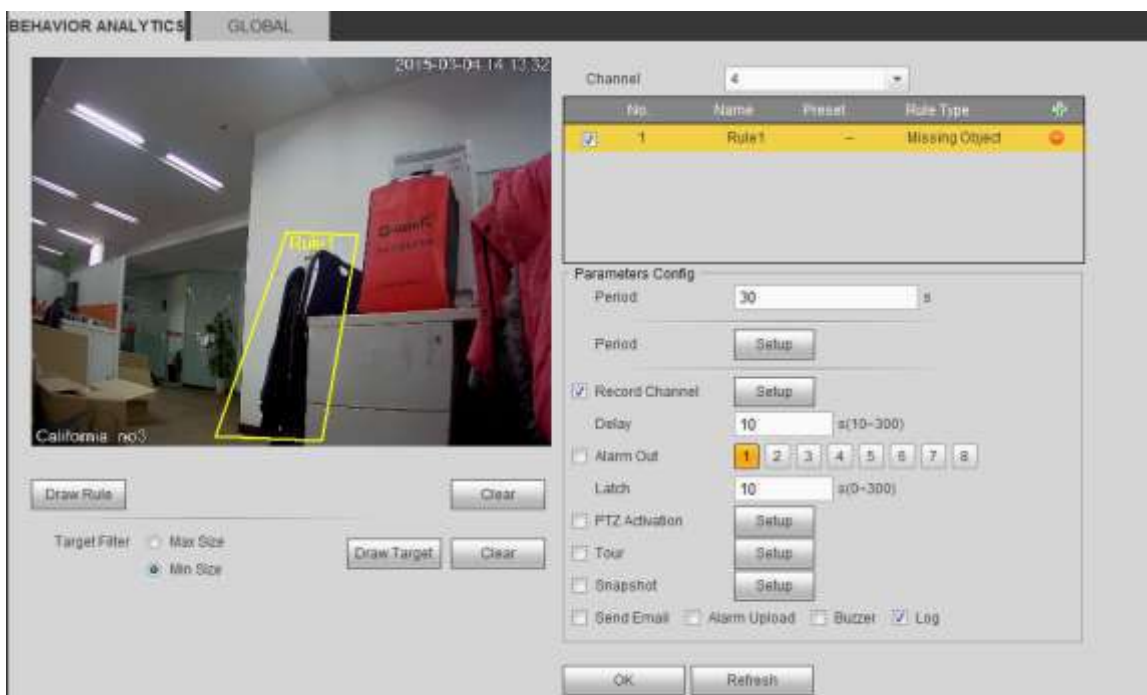 BEHAVIOR ANALYTICS GLOBAL
2015-03-04 14:13:32
Rule1
California no3
Draw Rule Clear
Target Filter Max Size
Min Size
Draw Target Clear
Channel 4
No. Name Preset Rule Type
1 Rule1 -- Missing Object
Parameters Config
Period 30 s
Period Setup
Record Channel Setup
Delay 10 s(10~300)
Alarm Out 1 2 3 4 5 6 7 8
Latch 10 s(0~300)
PTZ Activation Setup
Tour Setup
Snapshot Setup
Send Email Alarm Upload Buzzer Log
OK Refresh